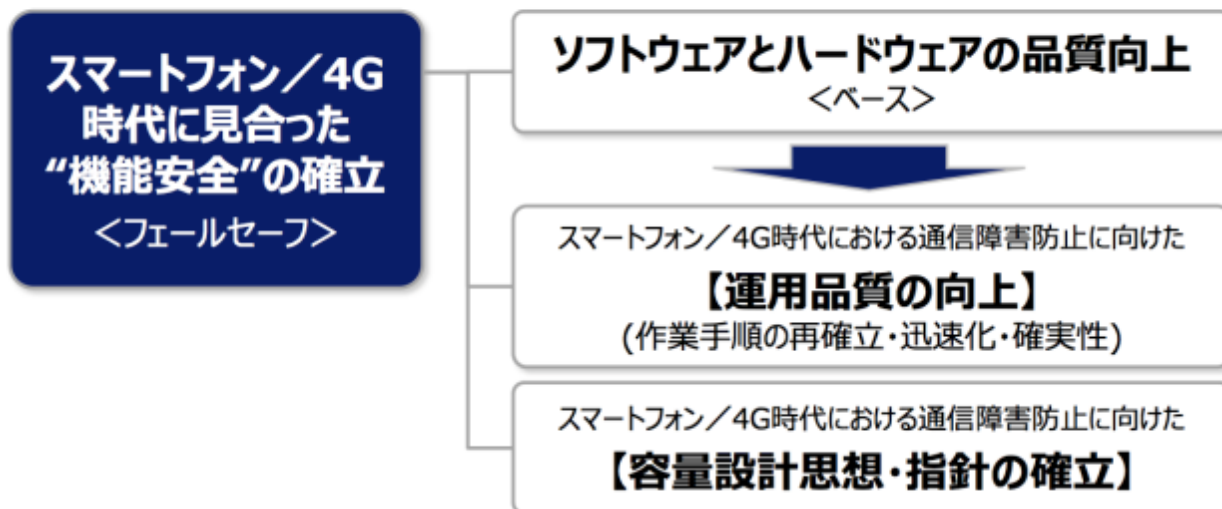 スマートフォン／4G
時代に見合った
“機能安全”の確立
＜フェールセーフ＞
ソフトウェアとハードウェアの品質向上
＜ベース＞
スマートフォン／4G時代における通信障害防止に向けた
【運用品質の向上】
(作業手順の再確立･迅速化･確実性)
スマートフォン／4G時代における通信障害防止に向けた
【容量設計思想･指針の確立】